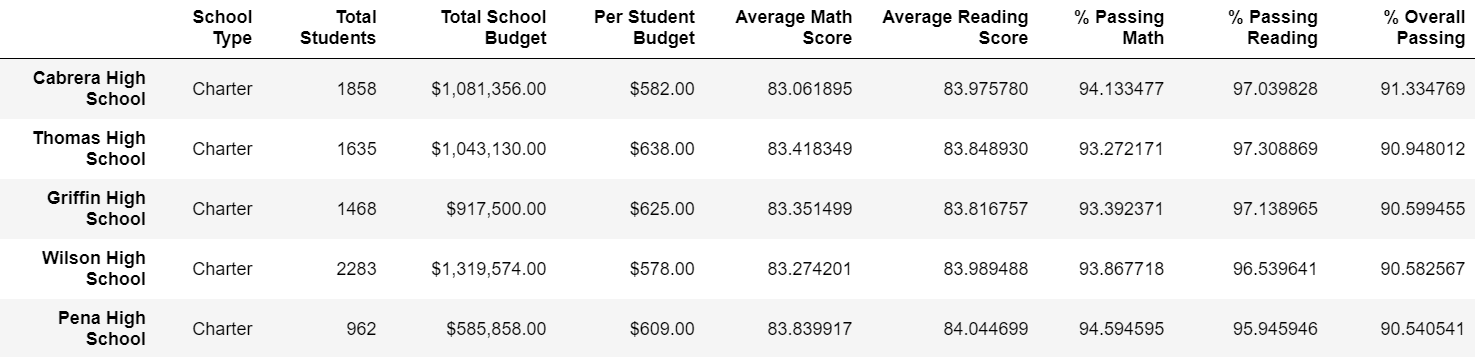 School Type Total Students Total School Budget Per Student Budget Average Math Score Average Reading Score % Passing Math % Passing Reading % Overall Passing
Cabrera High School Charter 1858 $1,081,356.00 $582.00 83.061895 83.975780 94.133477 97.039828 91.334769
Thomas High School Charter 1635 $1,043,130.00 $638.00 83.418349 83.848930 93.272171 97.308869 90.948012
Griffin High School Charter 1468 $917,500.00 $625.00 83.351499 83.816757 93.392371 97.138965 90.599455
Wilson High School Charter 2283 $1,319,574.00 $578.00 83.274201 83.989488 93.867718 96.539641 90.582567
Pena High School Charter 962 $585,858.00 $609.00 83.839917 84.044699 94.594595 95.945946 90.540541